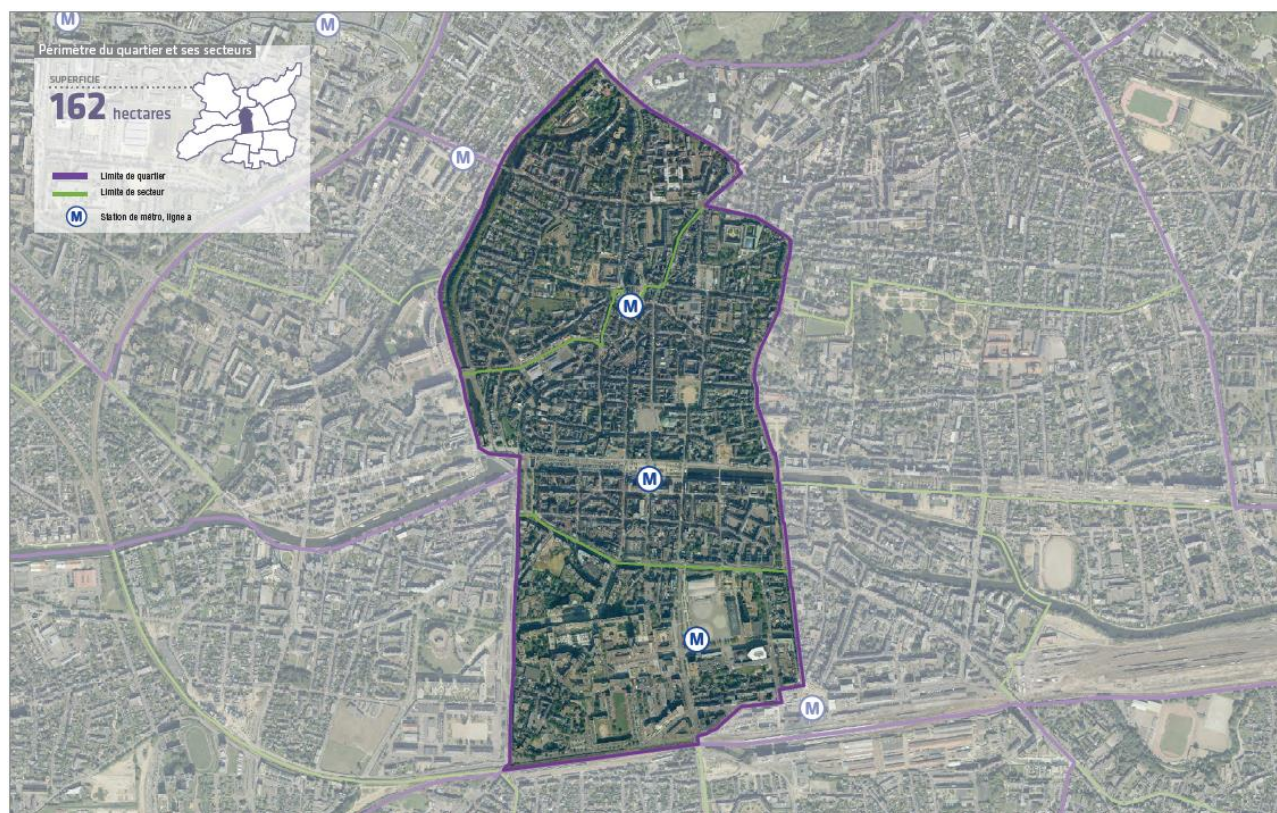 M
M
Périmètre du quartier et ses secteurs
SUPERFICIE
162 hectares
Limite de quartier
Limite de secteur
M Station de métro, ligne a
M
M
M
M
M